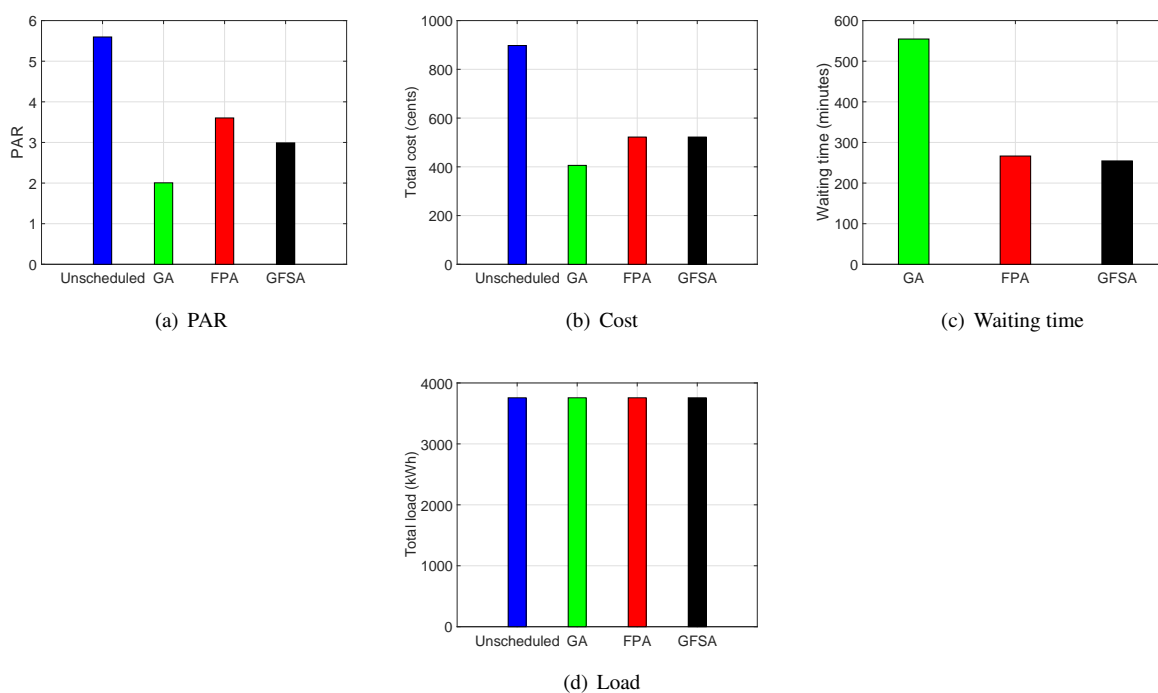 6
5
4
3
2
1
0
PAR
Unscheduled GA FPA GFSA
(a) PAR
1000
800
600
400
200
0
Total cost (cents)
Unscheduled GA FPA GFSA
(b) Cost
600
500
400
300
200
100
0
Waiting time (minutes)
GA FPA GFSA
(c) Waiting time
4000
3000
2000
1000
0
Total load (kWh)
Unscheduled GA FPA GFSA
(d) Load